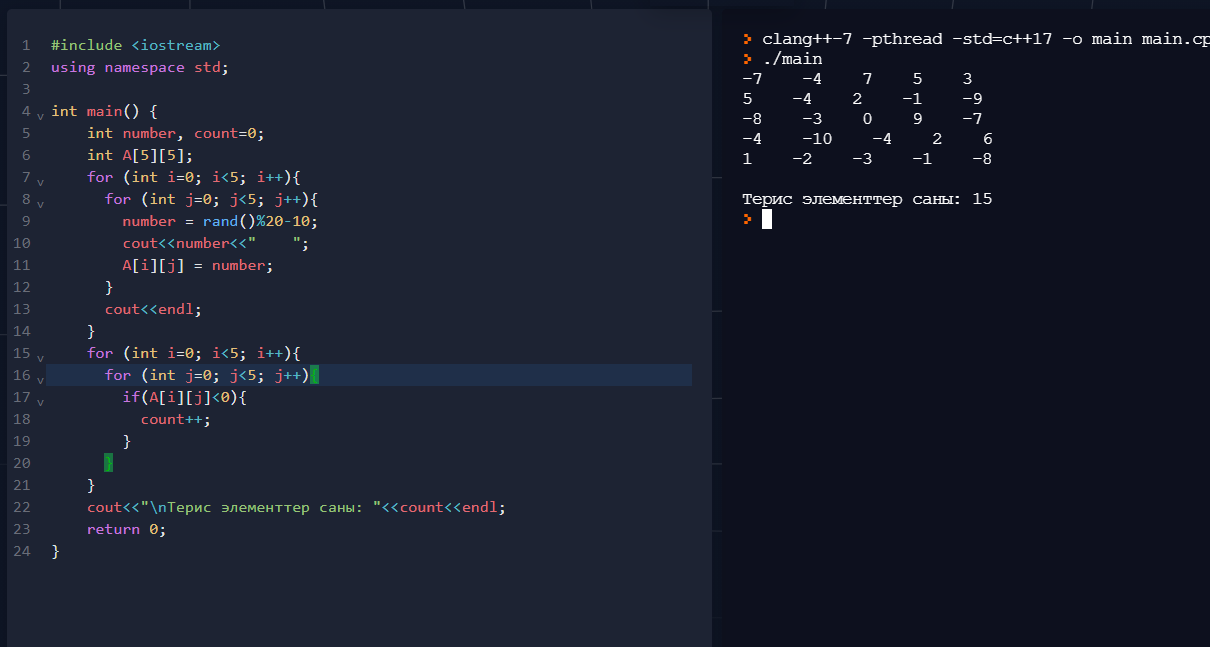 1 #include <iostream>
2 using namespace std;
3
4 int main() {
5     int number, count=0;
6     int A[5][5];
7     for (int i=0; i<5; i++){
8       for (int j=0; j<5; j++){
9         number = rand()%20-10;
10         cout<<number<<"    ";
11         A[i][j] = number;
12       }
13       cout<<endl;
14     }
15     for (int i=0; i<5; i++){
16       for (int j=0; j<5; j++){
17         if(A[i][j]<0){
18           count++;
19         }
20       }
21     }
22     cout<<"\nТерис элементтер саны: "<<count<<endl;
23     return 0;
24 }
> clang++-7 -pthread -std=c++17 -o main main.cp
> ./main
-7    -4    7    5    3
5    -4    2    -1    -9
-8    -3    0    9    -7
-4    -10    -4    2    6
1    -2    -3    -1    -8
Терис элементтер саны: 15
>